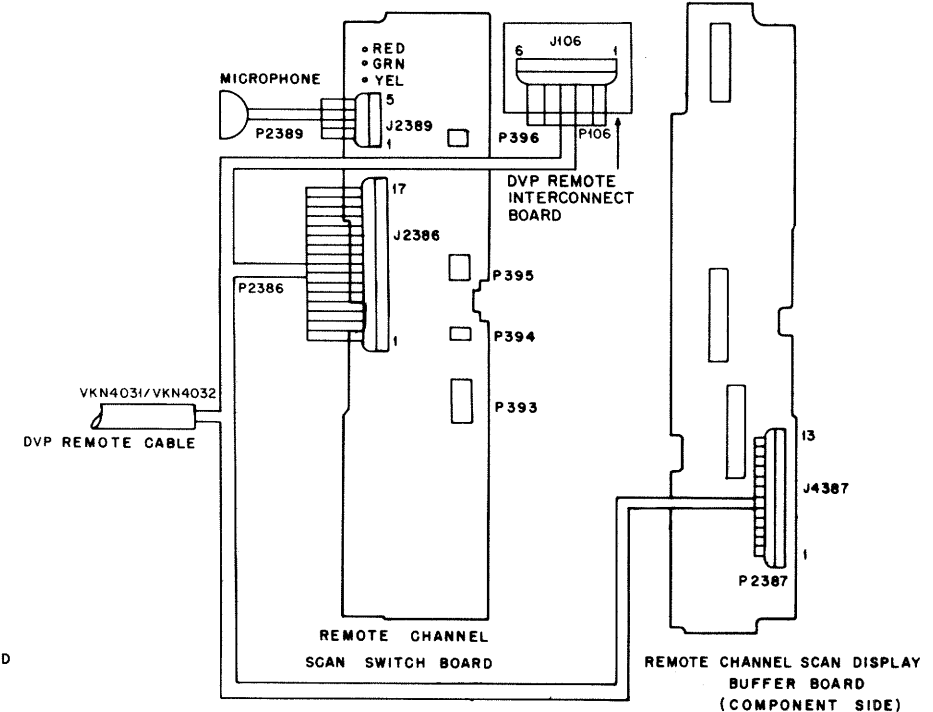 RED
GRN
YEL
MICROPHONE
5
J2389
1
P2389
J106
6
1
P396
P106
DVP REMOTE
INTERCONNECT
BOARD
17
J2386
1
P2386
P395
P394
P393
VKN4031/VKN4032
DVP REMOTE CABLE
13
J4387
1
P2387
REMOTE CHANNEL
SCAN SWITCH BOARD
D
REMOTE CHANNEL SCAN DISPLAY
BUFFER BOARD
(COMPONENT SIDE)